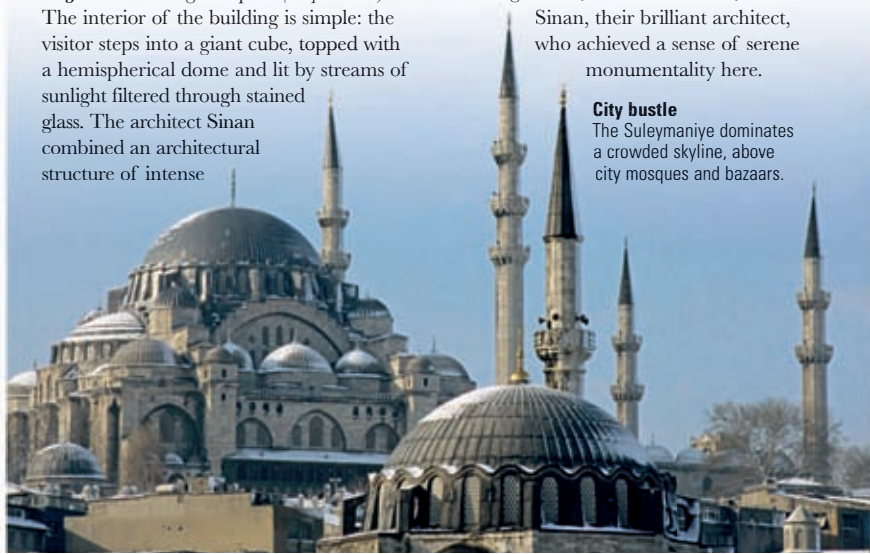 The interior of the building is simple: the
visitor steps into a giant cube, topped with
a hemispherical dome and lit by streams of
sunlight filtered through stained
glass. The architect Sinan
combined an architectural
structure of intense
Sinan, their brilliant architect,
who achieved a sense of serene
monumentality here.
City bustle
The Suleymaniye dominates
a crowded skyline, above
city mosques and bazaars.